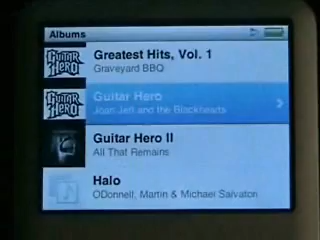 Albums
GUITAR HERO
Greatest Hits, Vol. 1
Graveyard BBQ
GUITAR HERO
Guitar Hero
Joan Jett and the Blackhearts
Guitar Hero II
All That Remains
Halo
ODonnell, Martin & Michael Salvatori